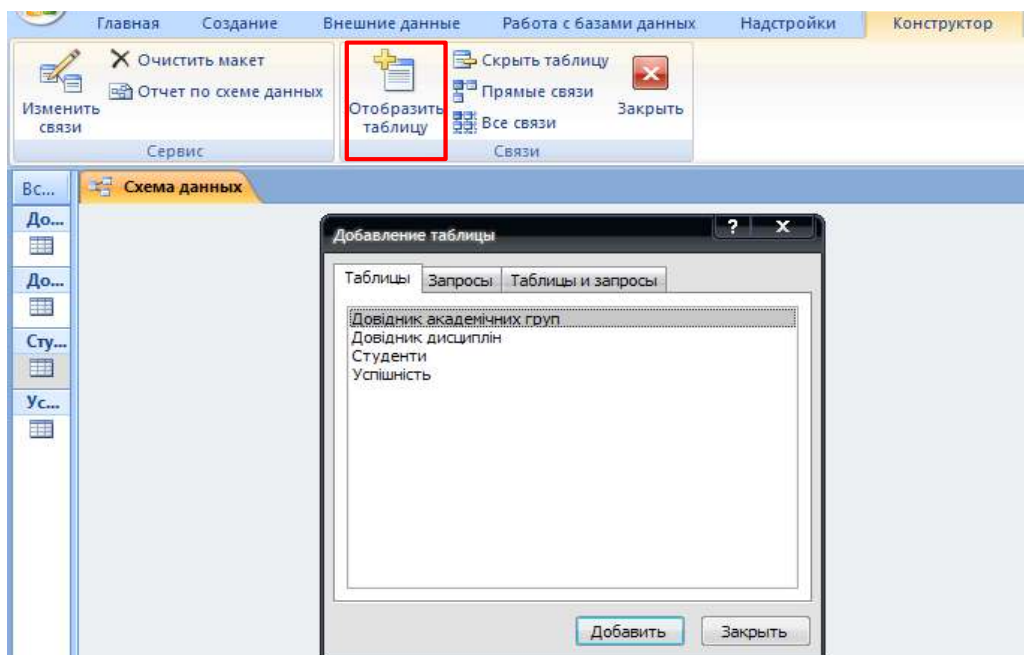 Главная Создание Внешние данные Работа с базами данных Надстройки Конструктор
Изменить связи
Очистить макет
Отчет по схеме данных
Сервис
Отобразить таблицу
Скрыть таблицу
Прямые связи
Все связи
Закрыть
Связи
Вс...
Схема данных
До...
До...
Сту...
Ус...
Добавление таблицы ? x
Таблицы Запросы Таблицы и запросы
Довідник академічних груп
Довідник дисциплін
Студенти
Успішність
Добавить Закрыть